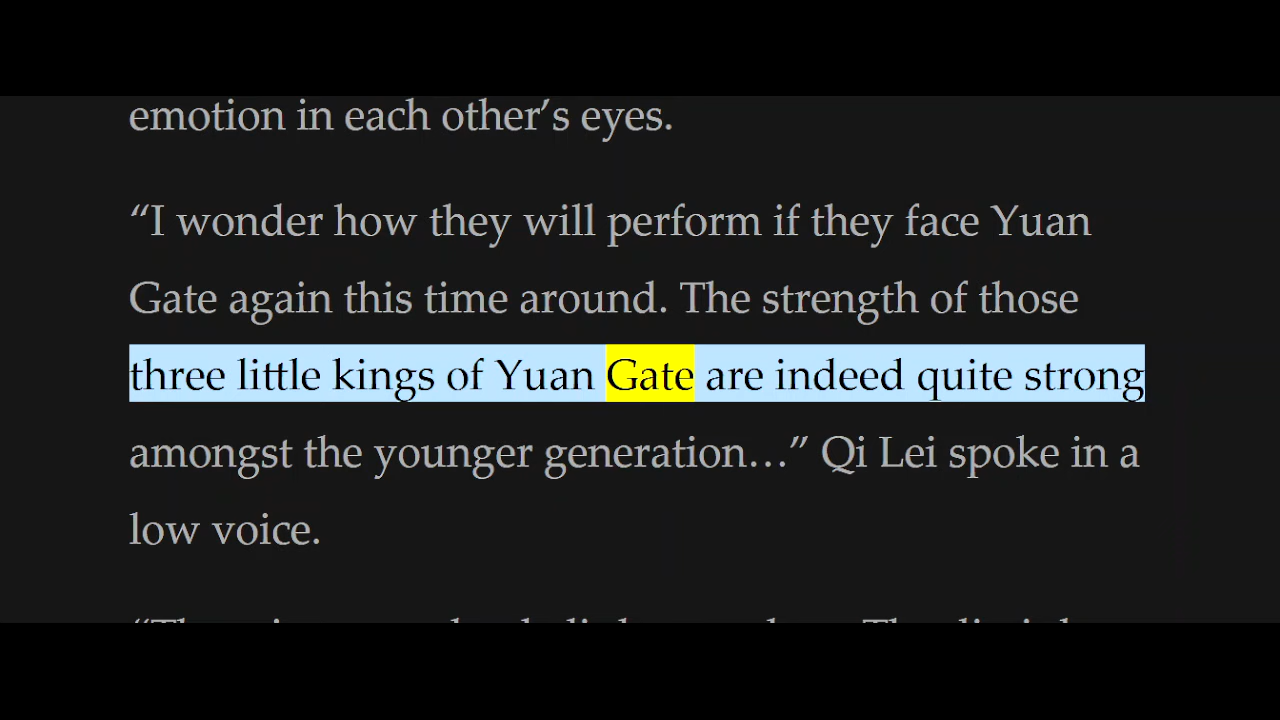 emotion in each other’s eyes.
“I wonder how they will perform if they face Yuan
Gate again this time around. The strength of those
three little kings of Yuan Gate are indeed quite strong
amongst the younger generation…” Qi Lei spoke in a
low voice.